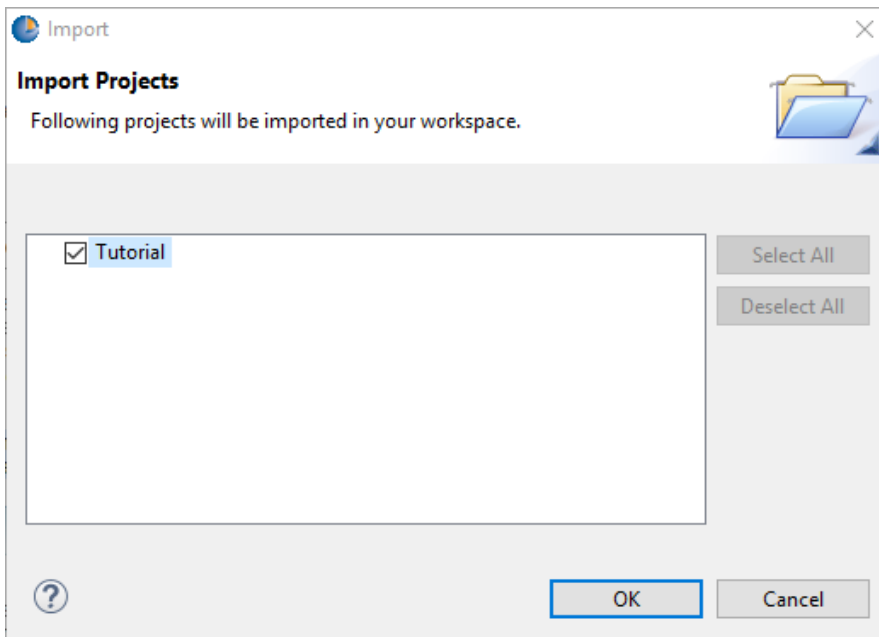 Import
Import Projects
Following projects will be imported in your workspace.
Tutorial
Select All
Deselect All
?
OK
Cancel